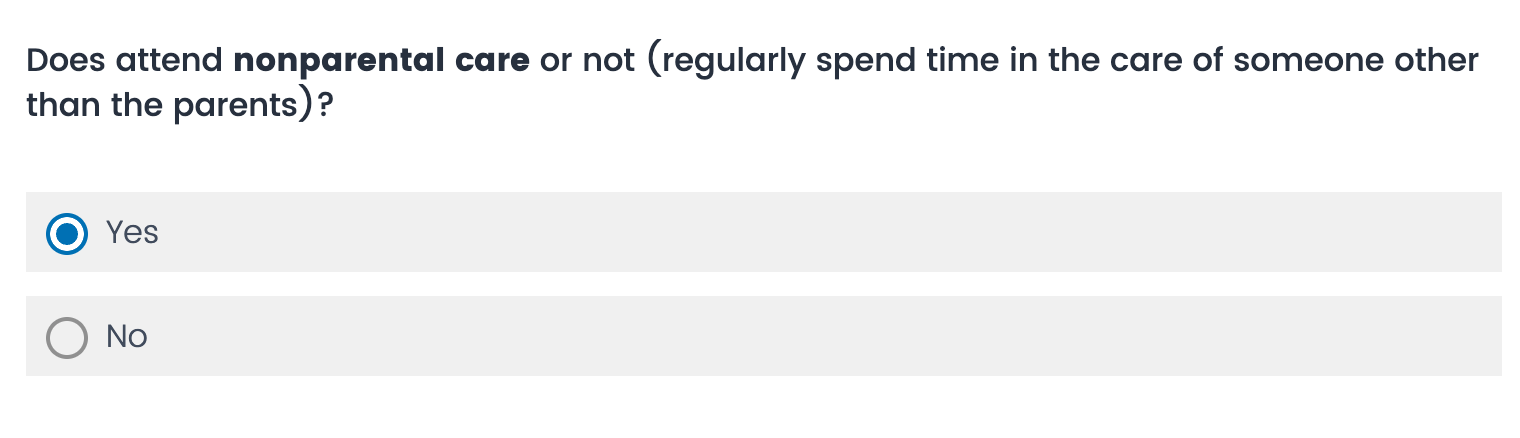 Does attend nonparental care or not (regularly spend time in the care of someone other
than the parents)?
Yes
No